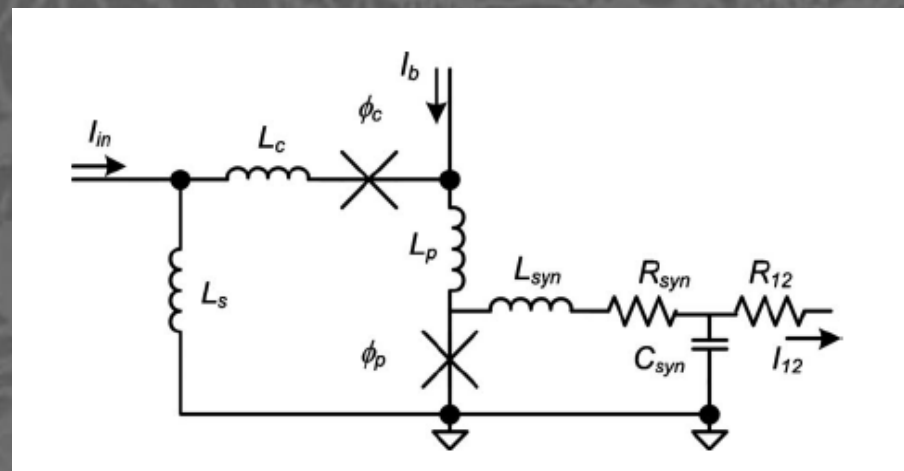 I_b
ϕ_c
I_in
L_c
L_p
L_syn
R_syn
R_12
L_s
ϕ_p
C_syn
I_12